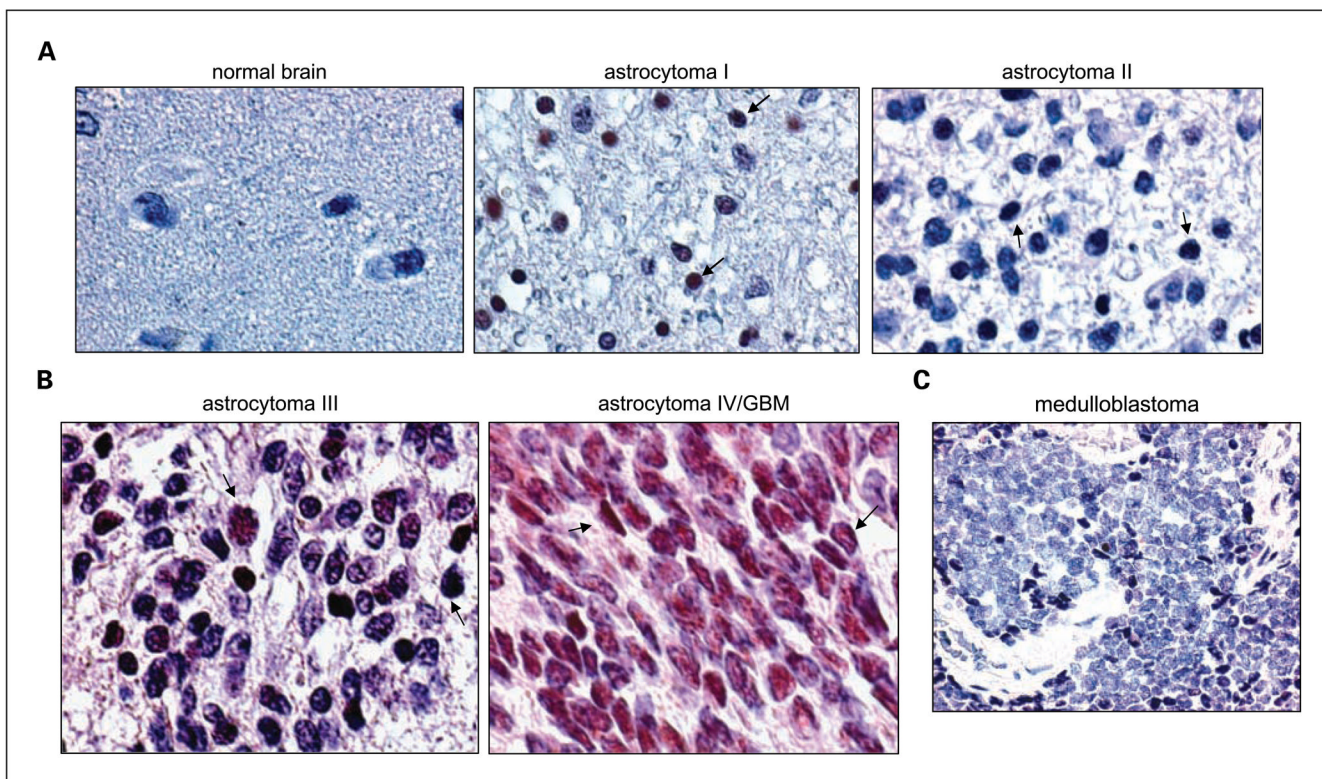 A
normal brain
astrocytoma I
astrocytoma II
B
astrocytoma III
astrocytoma IV/GBM
C
medulloblastoma